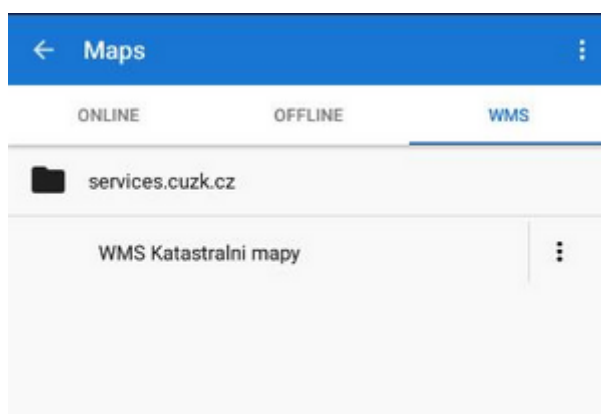 Maps
ONLINE OFFLINE WMS
services.cuzk.cz
WMS Katastralni mapy